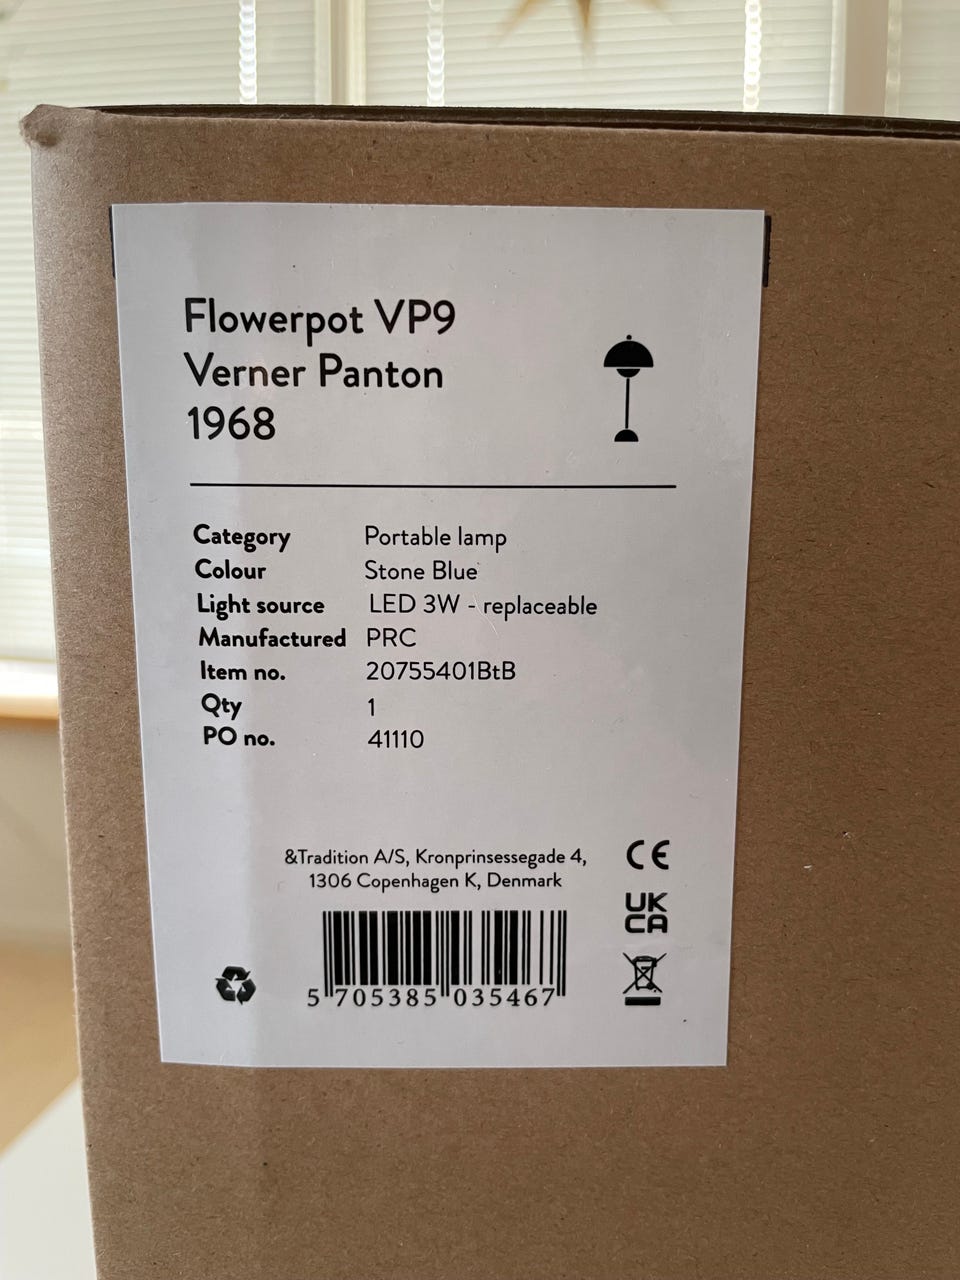 Flowerpot VP9
Verner Panton
1968
Category Portable lamp
Colour Stone Blue
Light source LED 3W - replaceable
Manufactured PRC
Item no. 20755401BtB
Qty 1
PO no. 41110
&Tradition A/S, Kronprinsessegade 4,
1306 Copenhagen K, Denmark
CE
UK
CA
5 705385 035467